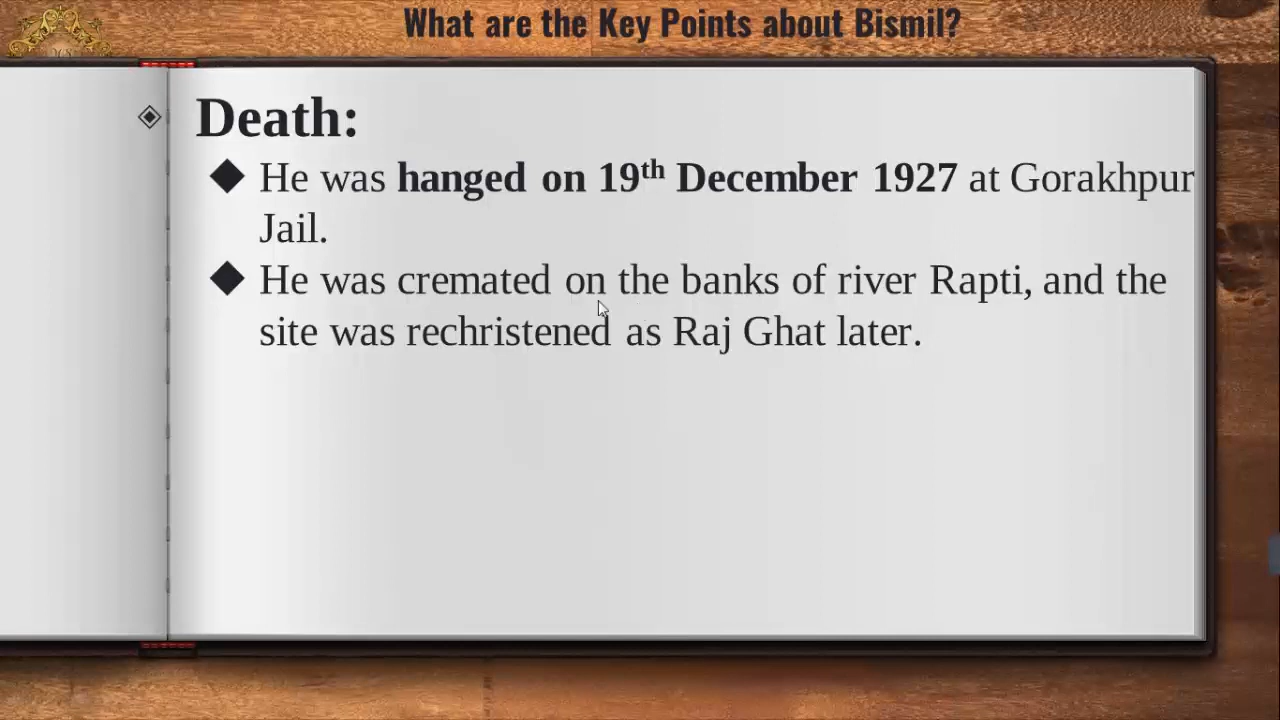 What are the Key Points about Bismil?
Death:
He was hanged on 19th December 1927 at Gorakhpur
Jail.
He was cremated on the banks of river Rapti, and the
site was rechristened as Raj Ghat later.